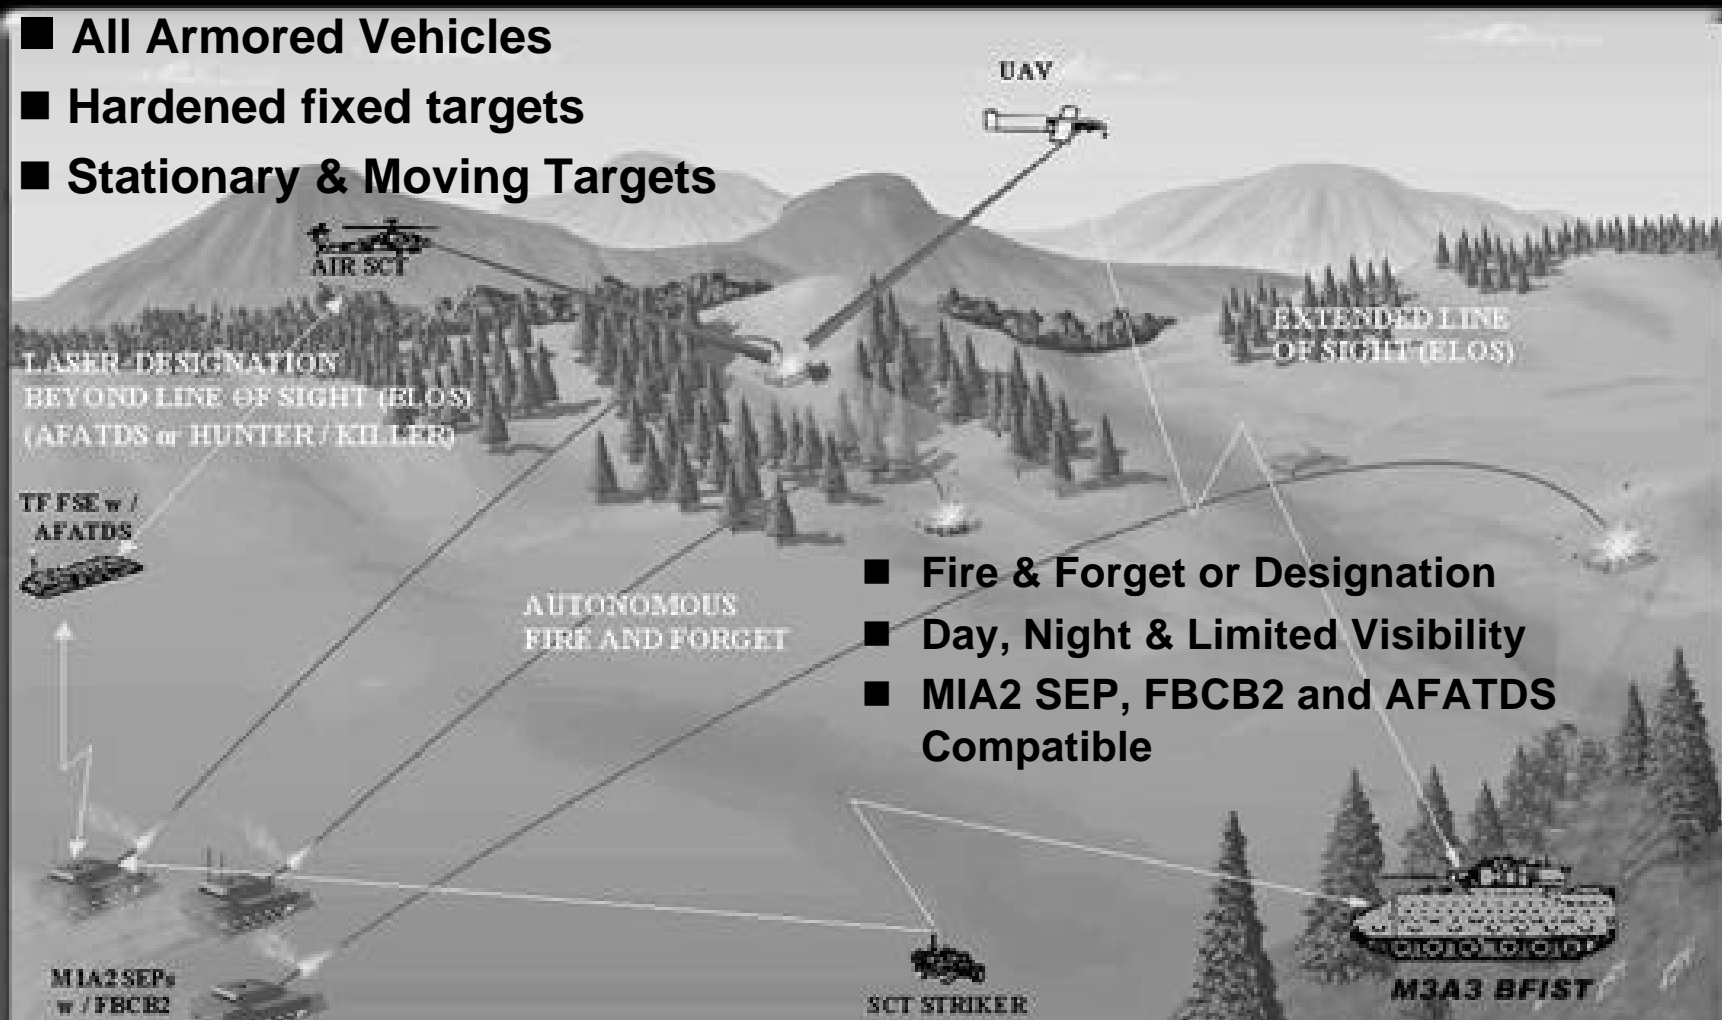 ■ All Armored Vehicles
■ Hardened fixed targets
■ Stationary & Moving Targets
UAV
AIR SCT
EXTENDED LINE
OF SIGHT (ELOS)
LASER-DESIGNATION
BEYOND LINE OF SIGHT (BLOS)
(AFATDS or HUNTER / KILLER)
TF FSE w /
AFATDS
AUTONOMOUS
FIRE AND FORGET
■ Fire & Forget or Designation
■ Day, Night & Limited Visibility
■ MIA2 SEP, FBCB2 and AFATDS
Compatible
M1A2 SEPs
w / FBCB2
SCT STRIKER
M3A3 BFIST